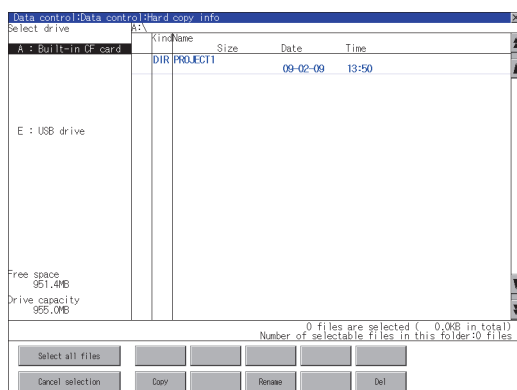 Data control:Data control:Hard copy info
Select drive A:\
Kind Name
Size Date Time
A : Built-in CF card
DIR PROJECT1
09-02-09 13:50
E : USB drive
Free space
951.4MB
Drive capacity
955.0MB
0 files are selected ( 0.0KB in total)
Number of selectable files in this folder:0 files
Select all files
Cancel selection Copy Rename Del